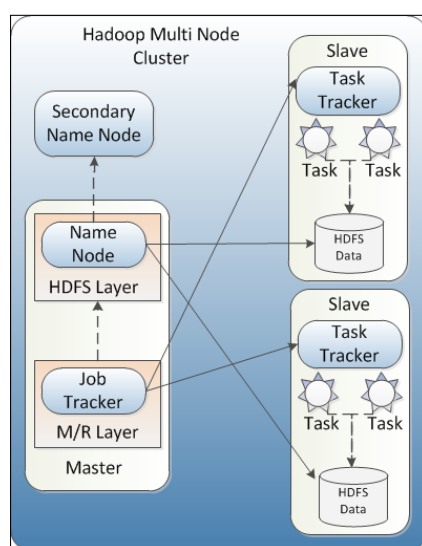 Hadoop Multi Node
Cluster
Secondary
Name Node
Name
Node
HDFS Layer
Job
Tracker
M/R Layer
Master
Slave
Task
Tracker
Task Task
HDFS
Data
Slave
Task
Tracker
Task Task
HDFS
Data